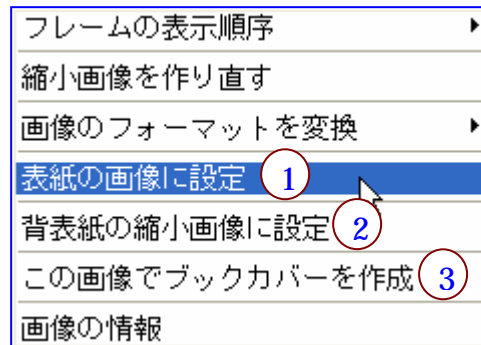 フレームの表示順序
縮小画像を作り直す
画像のフォーマットを変換
表紙の画像に設定 1
背表紙の縮小画像に設定 2
この画像でブックカバーを作成 3
画像の情報